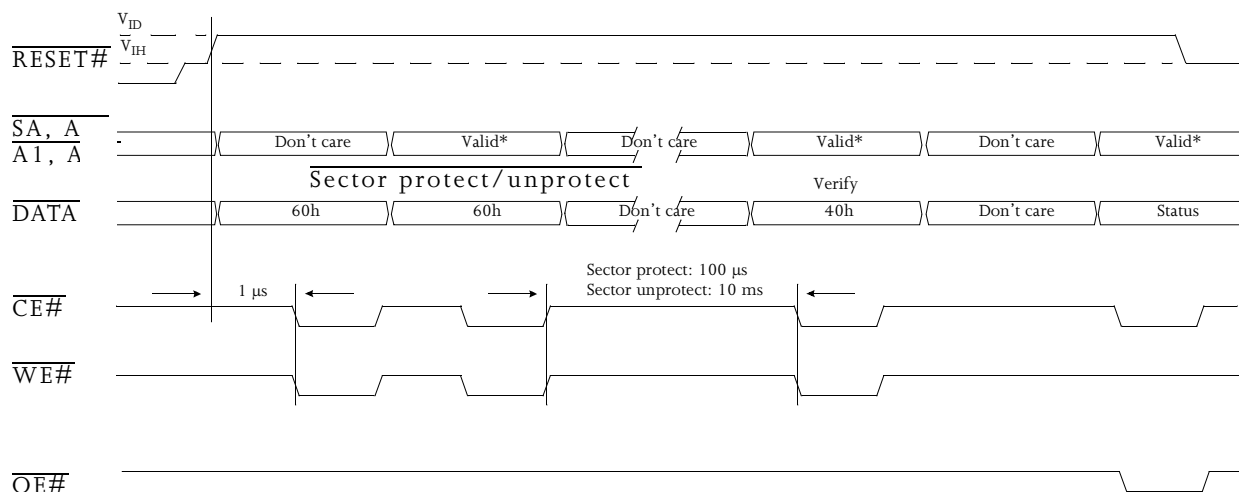 VID
VIH
RESET#
SA, A
A1, A
Don't care Valid* Don't care Valid* Don't care Valid*
Sector protect/unprotect
Verify
DATA
60h 60h Don't care 40h Don't care Status
Sector protect: 100 µs
Sector unprotect: 10 ms
1 µs
CE#
WE#
OE#